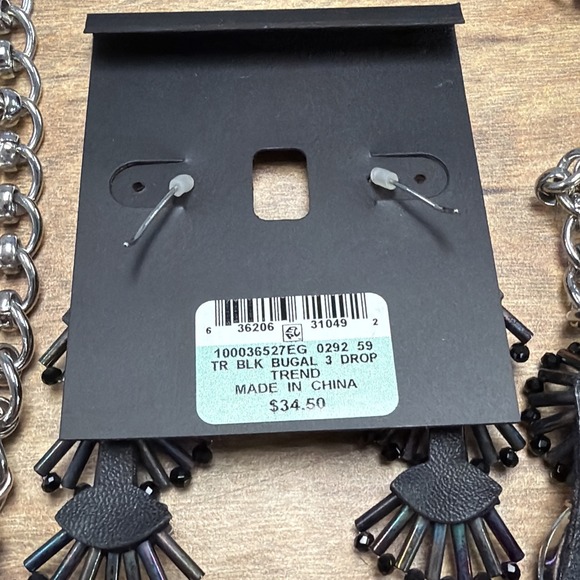 6 36206 31049 2
100036527EG 0292 59
TR BLK BUGAL 3 DROP
TREND
MADE IN CHINA
$34.50